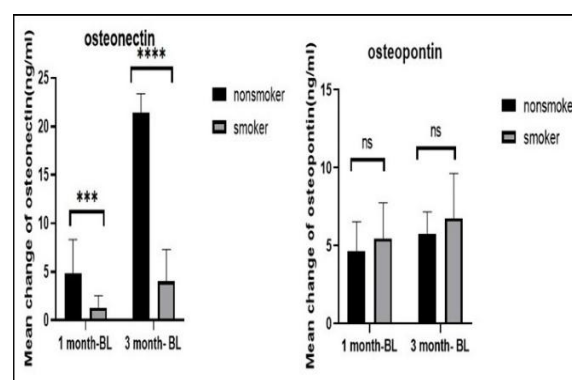 osteonectin
Mean change of osteonectin(ng/ml)
25
20
15
10
5
0
***
****
1 month-BL
3 month- BL
nonsmoker
smoker
osteopontin
Mean change of osteopontin(ng/ml)
15
10
5
0
ns
ns
1 month-BL
3 month- BL
nonsmoke
smoker